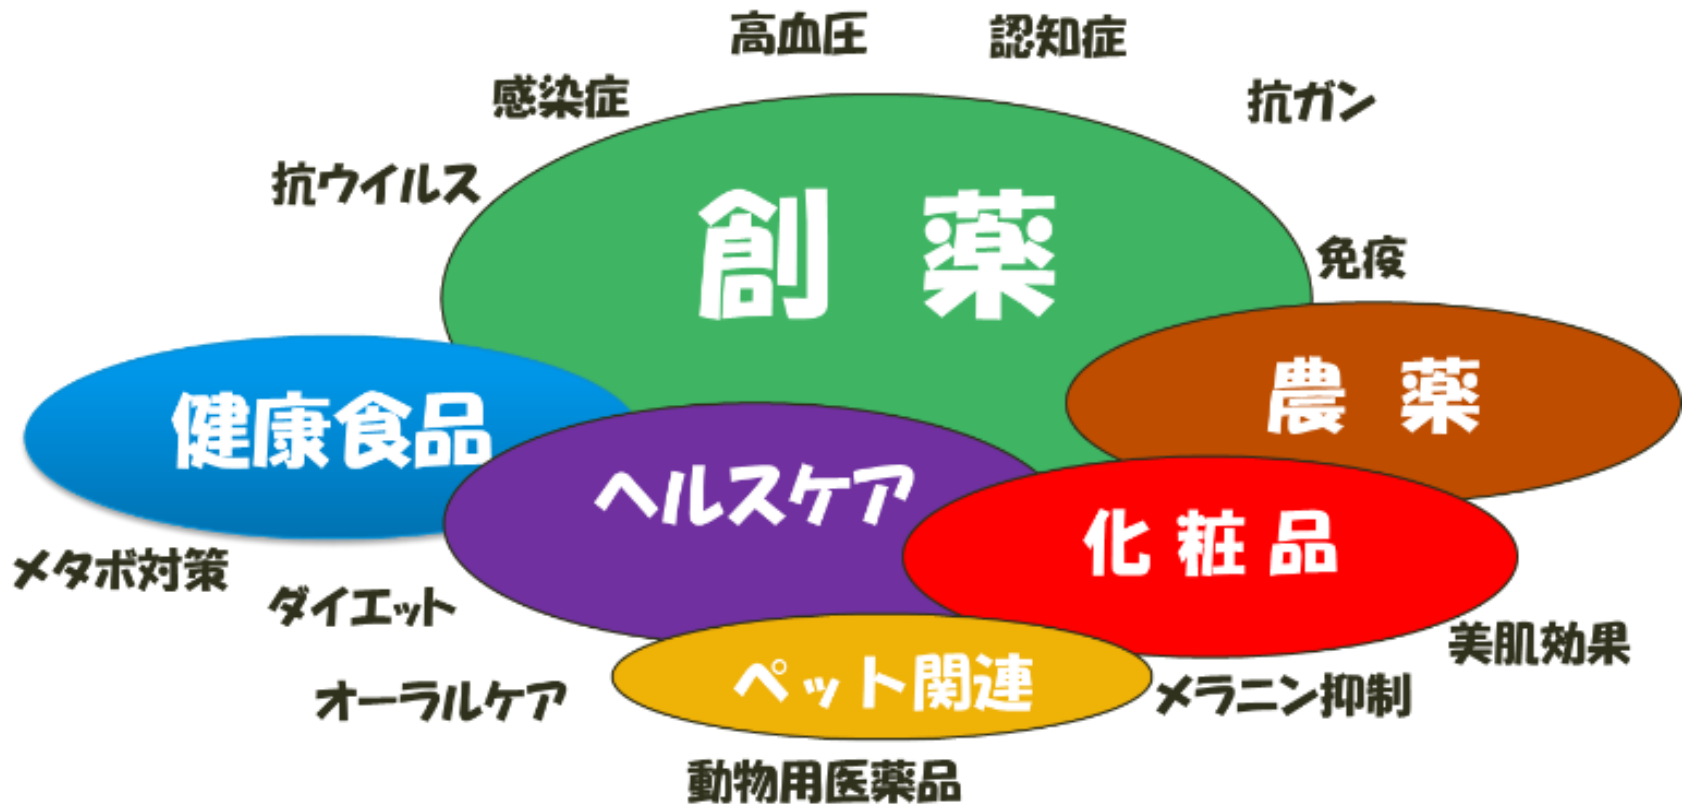 高血圧
認知症
感染症
抗ガン
抗ウイルス
創 薬
免疫
健康食品
農 薬
ヘルスケア
化 粧 品
メタボ対策
ダイエット
美肌効果
オーラルケア
ペット関連
メラニン抑制
動物用医薬品